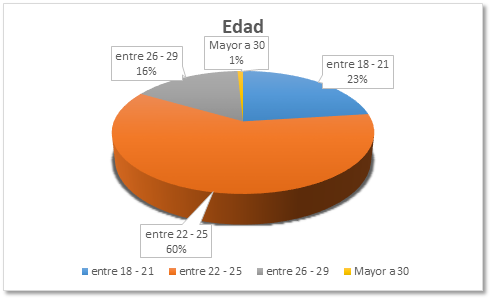 Edad
Mayor a 30
1%
entre 26 - 29
16%
entre 18 - 21
23%
entre 22 - 25
60%
entre 18 - 21 entre 22 - 25 entre 26 - 29 Mayor a 30